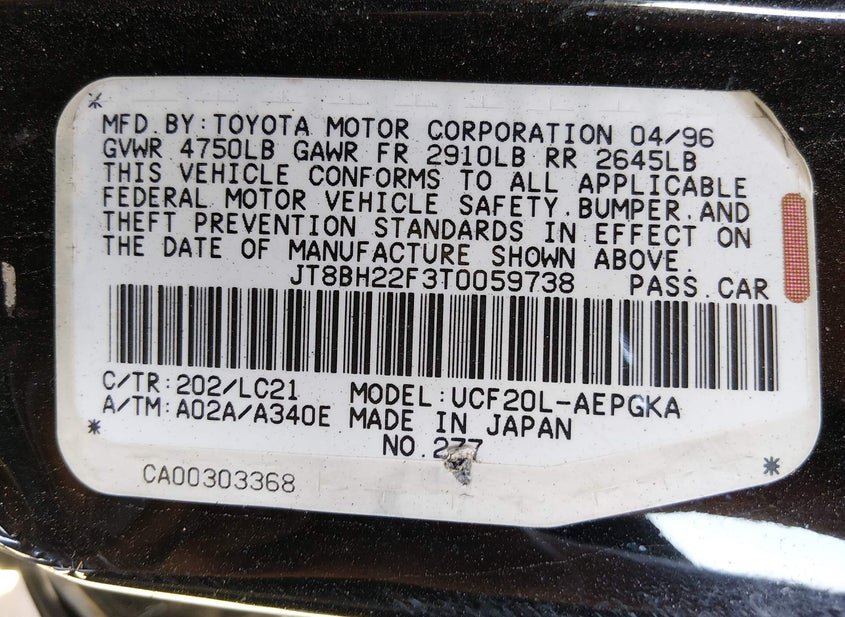 MFD.BY:TOYOTA MOTOR CORPORATION 04/96
GVWR 4750LB GAWR FR 2910LB RR 2645LB
THIS VEHICLE CONFORMS TO ALL APPLICABLE
FEDERAL MOTOR VEHICLE SAFETY,BUMPER,AND
THEFT PREVENTION STANDARDS IN EFFECT ON
THE DATE OF MANUFACTURE SHOWN ABOVE.
JT8BH22F3T0059738 PASS.CAR
C/TR:202/LC21 MODEL:UCF20L-AEPGKA
A/TM:A02A/A340E MADE IN JAPAN
NO.277
CA00303368